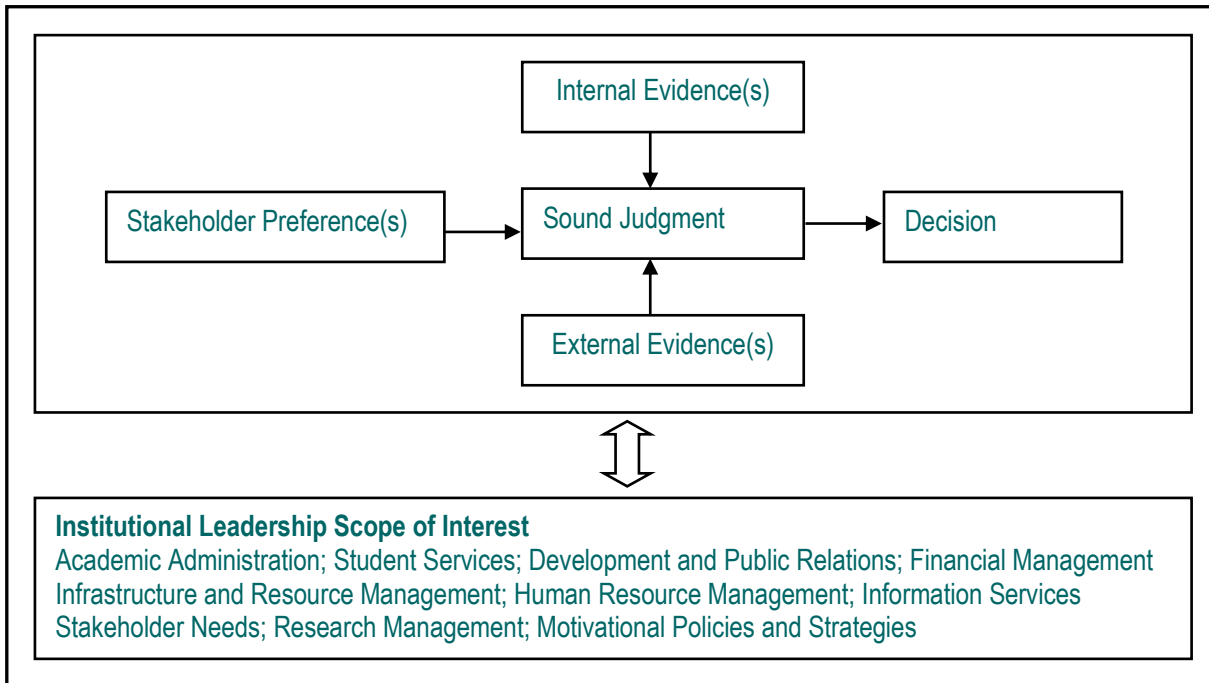 Internal Evidence(s)
Stakeholder Preference(s)
Sound Judgment
Decision
External Evidence(s)
Institutional Leadership Scope of Interest
Academic Administration; Student Services; Development and Public Relations; Financial Management
Infrastructure and Resource Management; Human Resource Management; Information Services
Stakeholder Needs; Research Management; Motivational Policies and Strategies